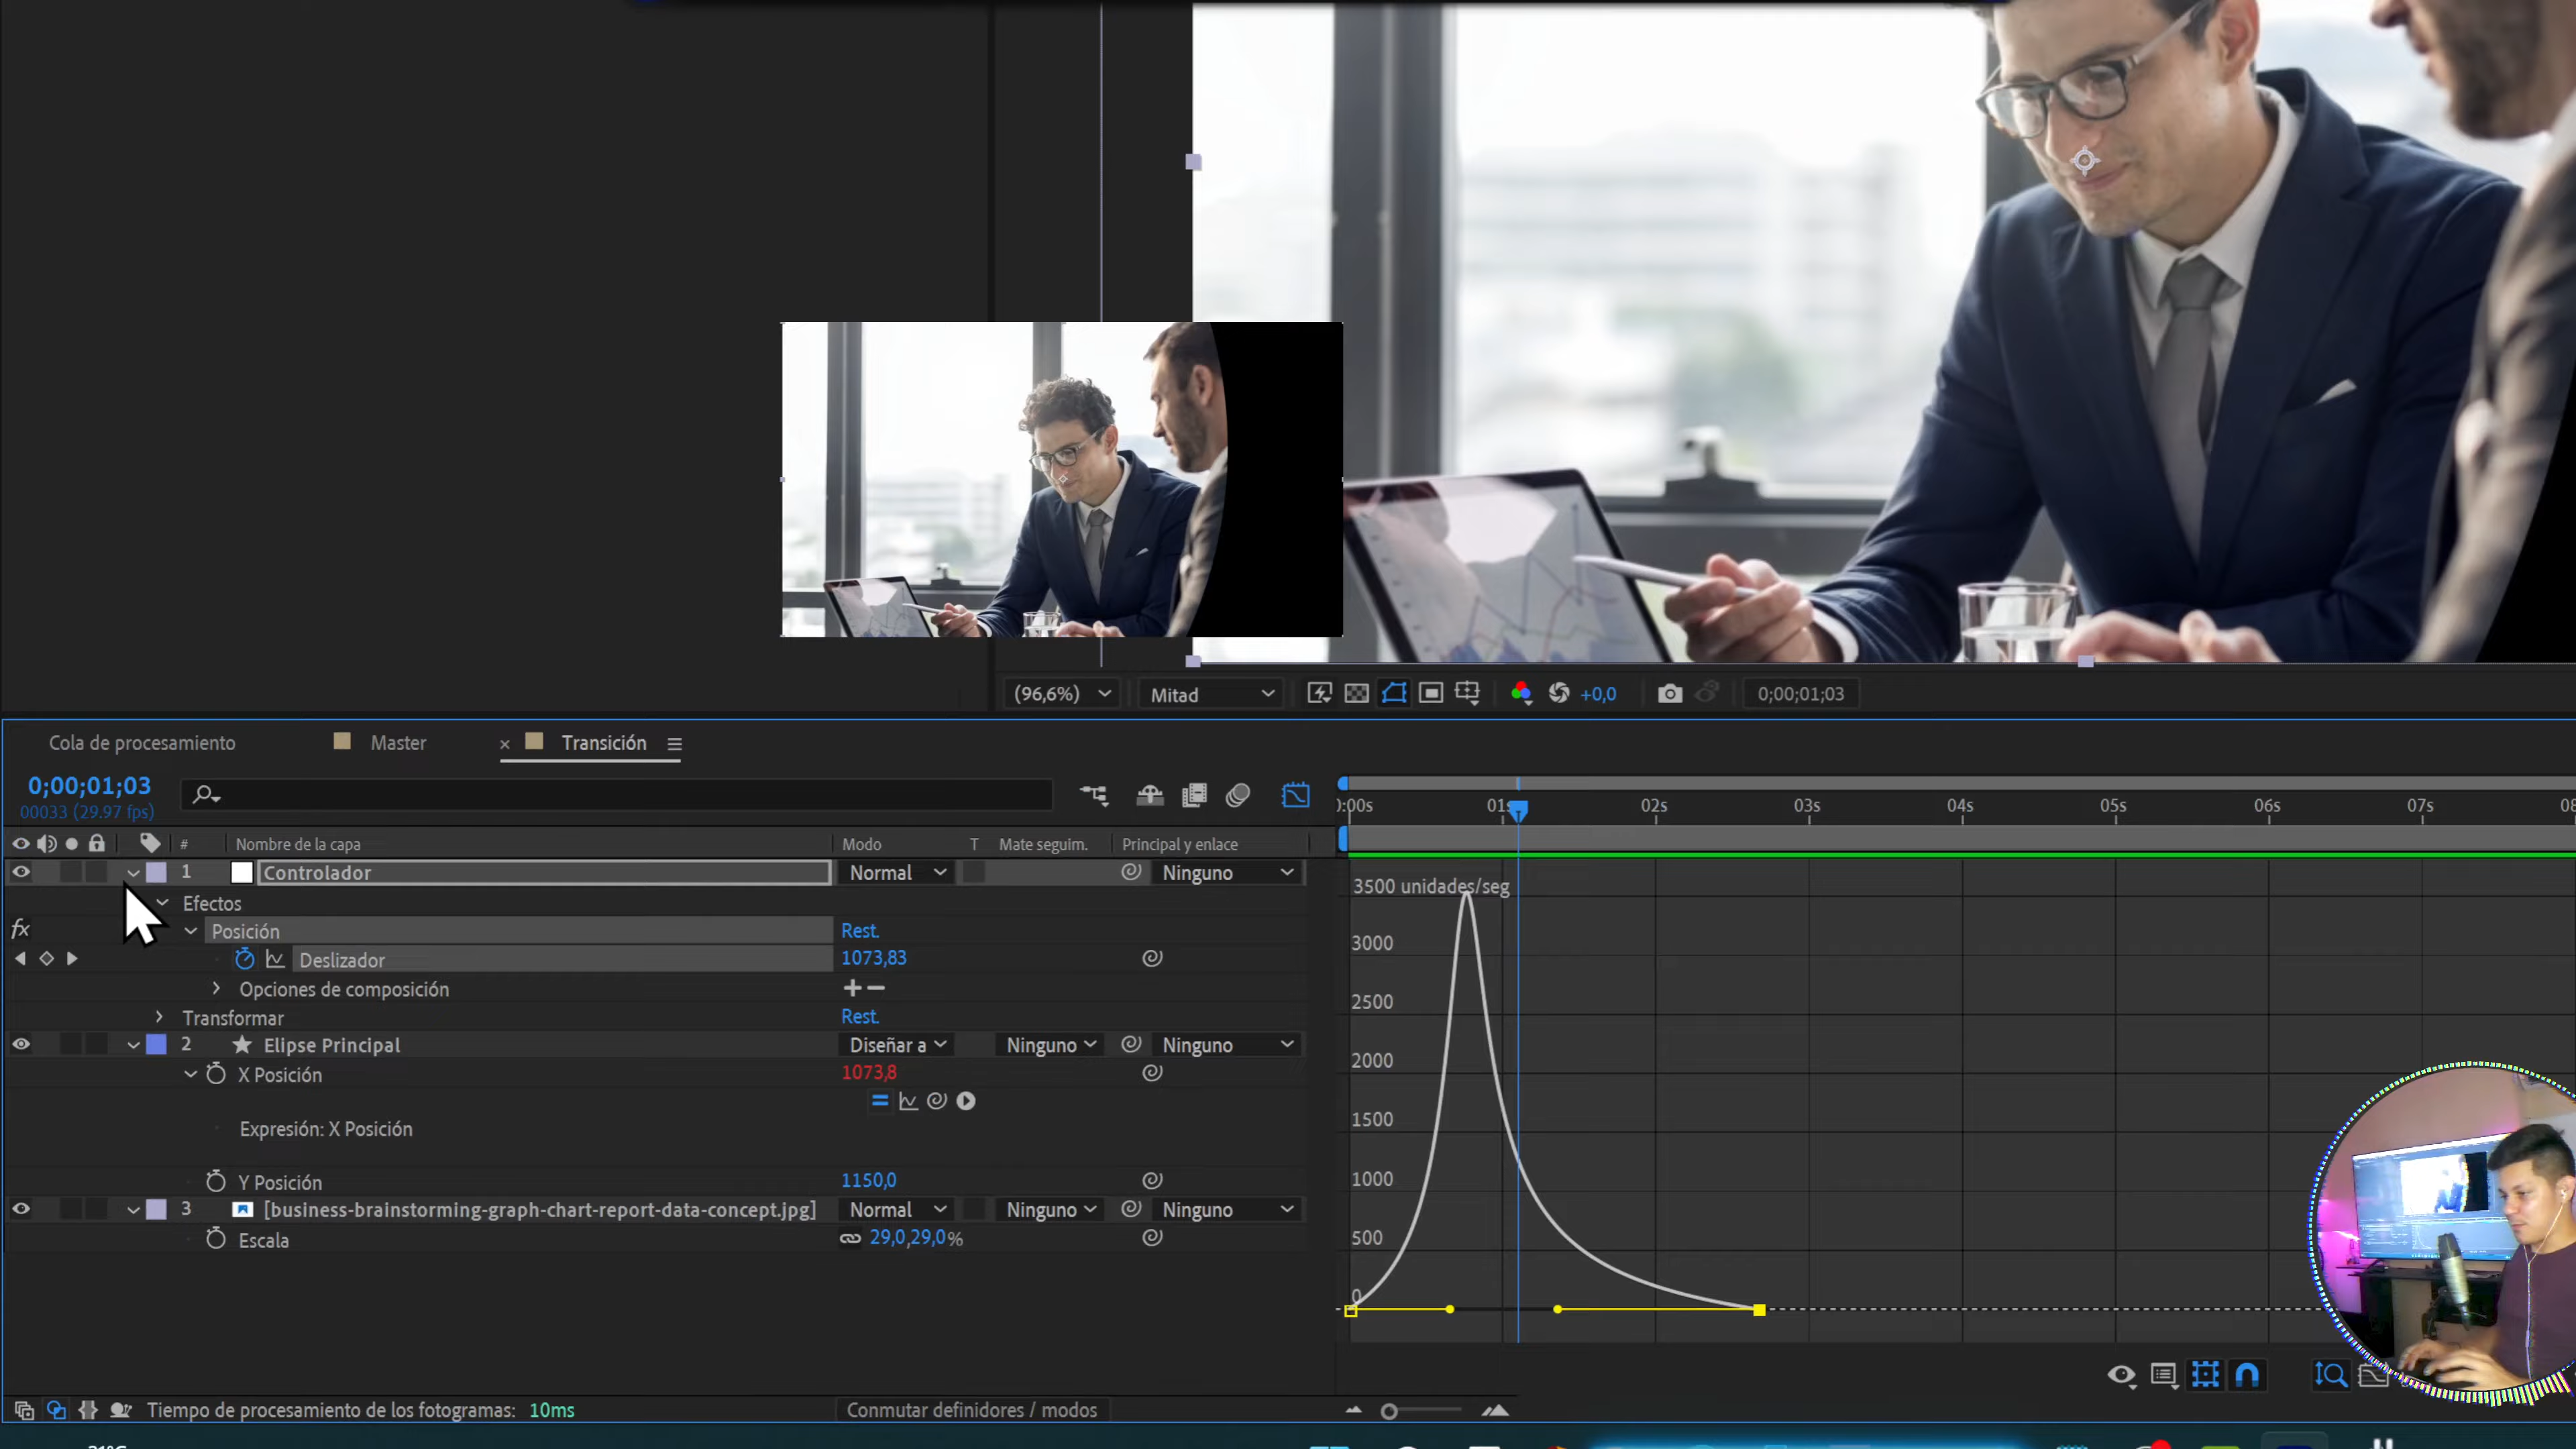 (96,6%)
Mitad
+0,0
0;00;01;03
Cola de procesamiento
Master
× Transición
0;00;01;03
00033 (29.97 fps)
:00s 01s 02s 03s 04s 05s 06s 07s 08
# Nombre de la capa Modo T Mate seguim. Principal y enlace
1 Controlador Normal Ninguno
Efectos
fx Posición Rest.
Deslizador 1073,83
Opciones de composición
Transformar Rest.
2 Elipse Principal Diseñar a Ninguno Ninguno
X Posición 1073,8
Expresión: X Posición
Y Posición 1150,0
3 [business-brainstorming-graph-chart-report-data-concept.jpg] Normal Ninguno Ninguno
Escala 29,0,29,0%
3500 unidades/seg
3000
2500
2000
1500
1000
500
0
Tiempo de procesamiento de los fotogramas: 10ms
Conmutar definidores / modos